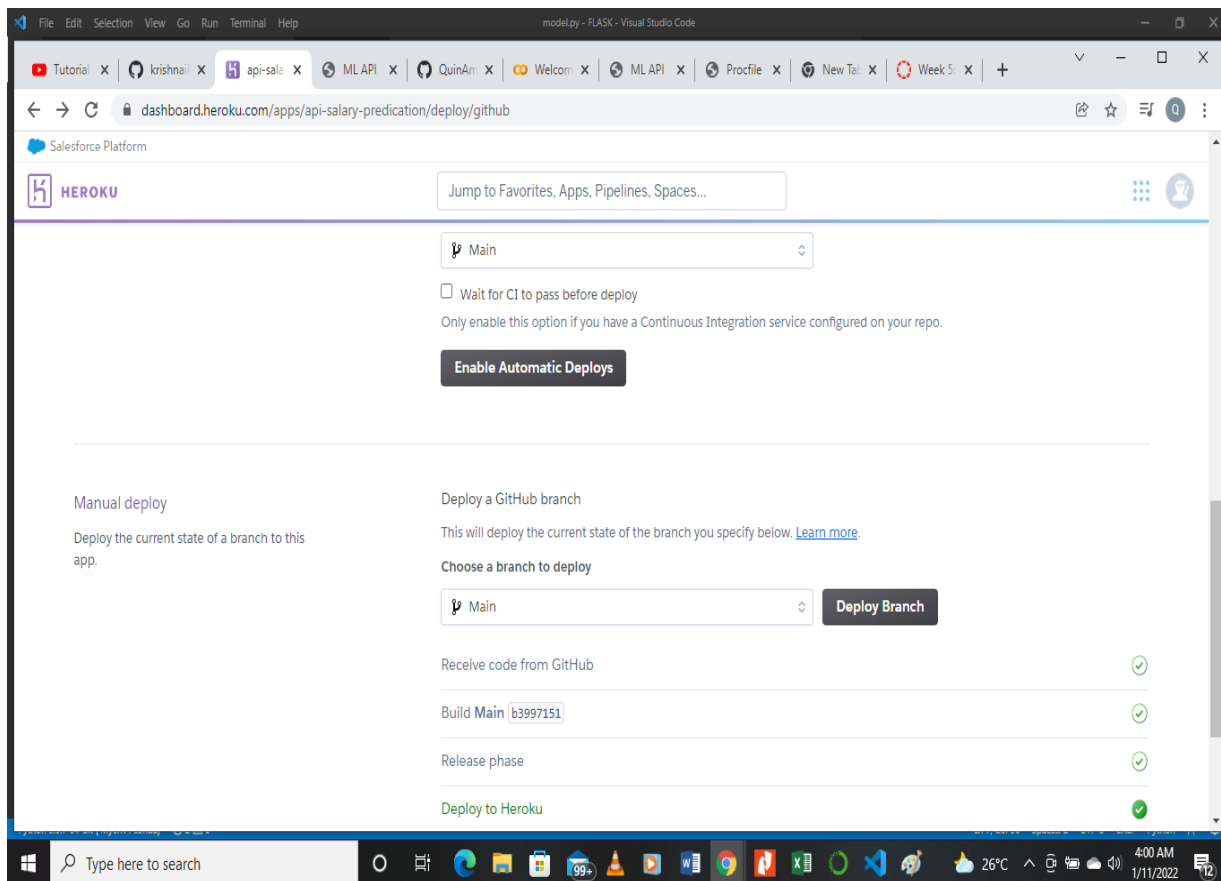 File Edit Selection View Go Run Terminal Help model.py - FLASK - Visual Studio Code
Tutorial krishnai api-sala ML API QuinAm Welcom ML API Procfile New Tab Week 5:
dashboard.heroku.com/apps/api-salary-predication/deploy/github Q
Salesforce Platform
HEROKU Jump to Favorites, Apps, Pipelines, Spaces...
Main
Wait for CI to pass before deploy
Only enable this option if you have a Continuous Integration service configured on your repo.
Enable Automatic Deploys
Manual deploy
Deploy the current state of a branch to this
app.
Deploy a GitHub branch
This will deploy the current state of the branch you specify below. Learn more.
Choose a branch to deploy
Main Deploy Branch
Receive code from GitHub
Build Main b3997151
Release phase
Deploy to Heroku
Type here to search 99+ 26°C 4:00 AM
1/11/2022 12